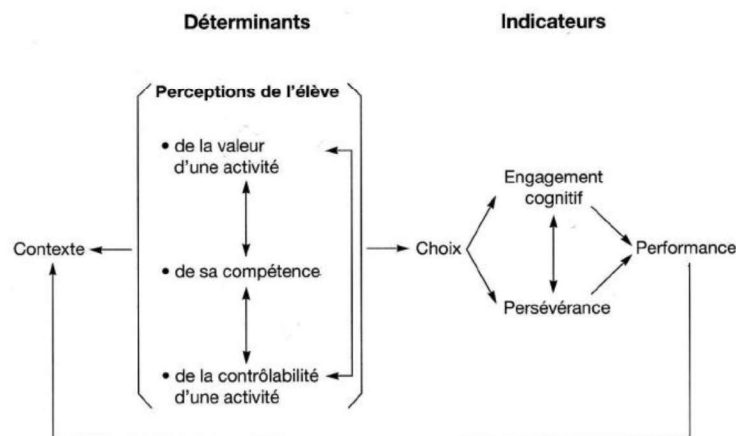 Déterminants
Indicateurs
Perceptions de l'élève
• de la valeur
d'une activité
Engagement
cognitif
Contexte
• de sa compétence
Choix
Performance
Persévérance
• de la contrôlabilité
d'une activité